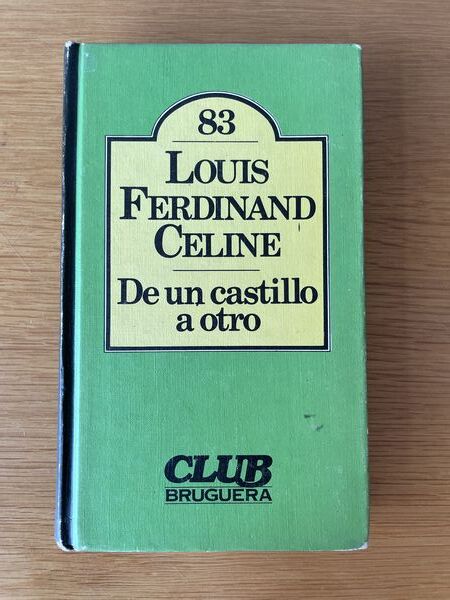 83
LOUIS
FERDINAND
CELINE
De un castillo
a otro
CLUB
BRUGUERA